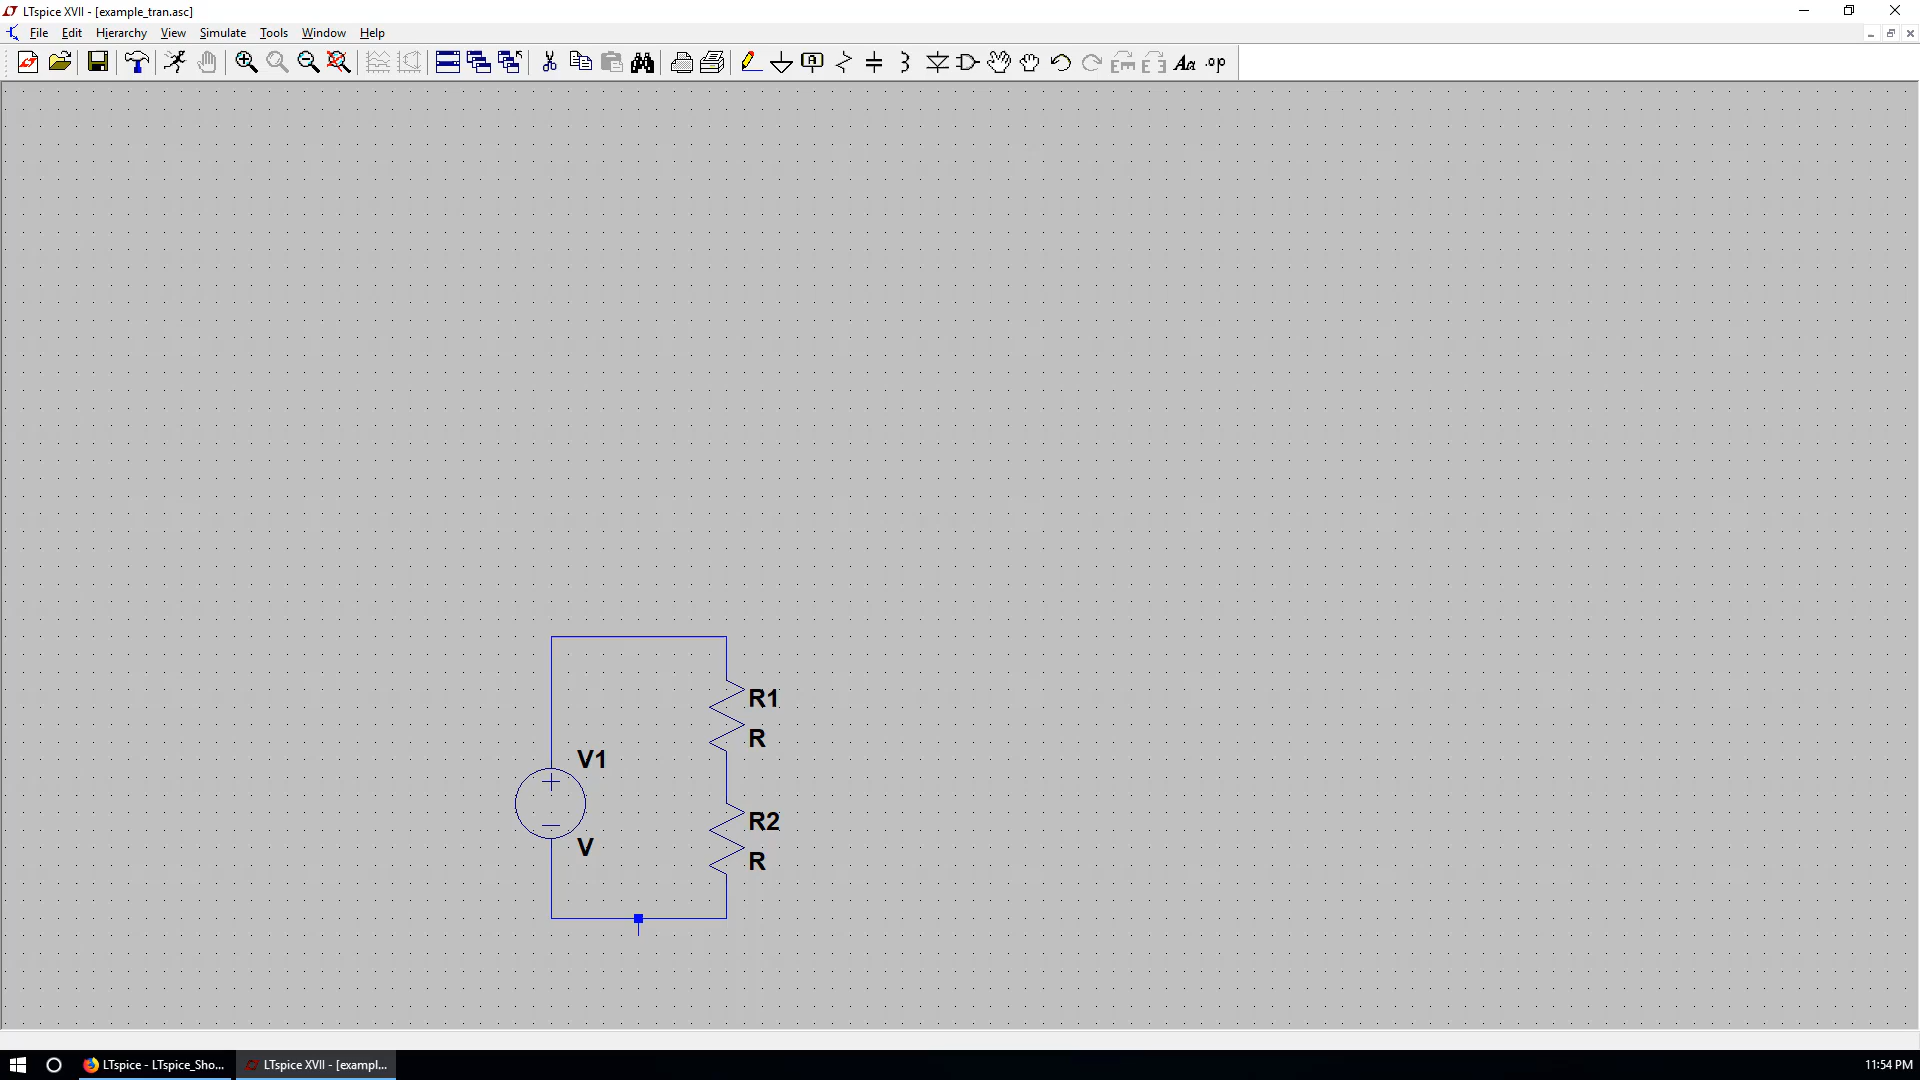 LTspice XVII - [example_tran.asc]
File Edit Hierarchy View Simulate Tools Window Help
Aa .op
R1
R
V1
R2
V
R
LTspice - LTspice_Sho...
LTspice XVII - [exampl...
11:54 PM